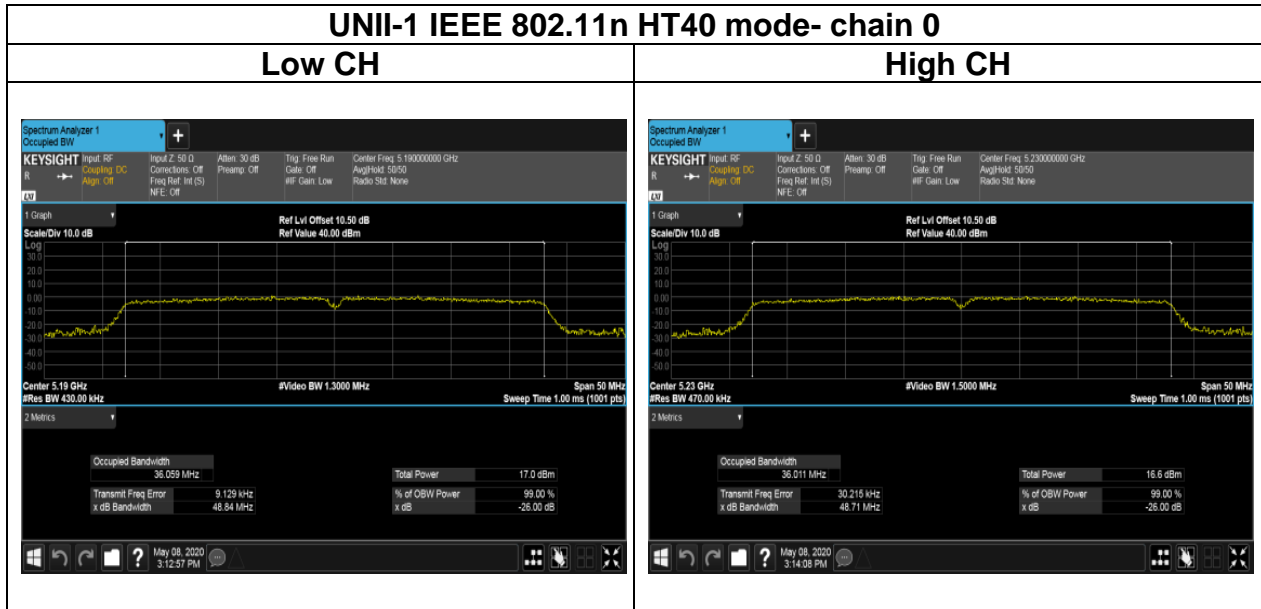 UNII-1 IEEE 802.11n HT40 mode- chain 0
Low CH
High CH
Spectrum Analyzer 1
Occupied BW
+
KEYSIGHT Input: RF Input Z: 50 Ω Atten: 30 dB Trig: Free Run Center Freq: 5.190000000 GHz
R Coupling: DC Corrections: Off Preamp: Off Gate: Off Avg|Hold: 50/50
Align: Off Freq Ref: Int (S) #IF Gain: Low Radio Std: None
LXI NFE: Off
1 Graph Ref Lvl Offset 10.50 dB
Scale/Div 10.0 dB Ref Value 40.00 dBm
Log
30.0
20.0
10.0
0.00
-10.0
-20.0
-30.0
-40.0
-50.0
Center 5.19 GHz #Video BW 1.3000 MHz Span 50 MHz
#Res BW 430.00 kHz Sweep Time 1.00 ms (1001 pts)
2 Metrics
Occupied Bandwidth
36.059 MHz Total Power 17.0 dBm
Transmit Freq Error 9.129 kHz % of OBW Power 99.00 %
x dB Bandwidth 48.84 MHz x dB -26.00 dB
? May 08, 2020
3:12:57 PM
Spectrum Analyzer 1
Occupied BW
+
KEYSIGHT Input: RF Input Z: 50 Ω Atten: 30 dB Trig: Free Run Center Freq: 5.230000000 GHz
R Coupling: DC Corrections: Off Preamp: Off Gate: Off Avg|Hold: 50/50
Align: Off Freq Ref: Int (S) #IF Gain: Low Radio Std: None
LXI NFE: Off
1 Graph Ref Lvl Offset 10.50 dB
Scale/Div 10.0 dB Ref Value 40.00 dBm
Log
30.0
20.0
10.0
0.00
-10.0
-20.0
-30.0
-40.0
-50.0
Center 5.23 GHz #Video BW 1.5000 MHz Span 50 MHz
#Res BW 470.00 kHz Sweep Time 1.00 ms (1001 pts)
2 Metrics
Occupied Bandwidth
36.011 MHz Total Power 16.6 dBm
Transmit Freq Error 30.215 kHz % of OBW Power 99.00 %
x dB Bandwidth 48.71 MHz x dB -26.00 dB
? May 08, 2020
3:14:08 PM